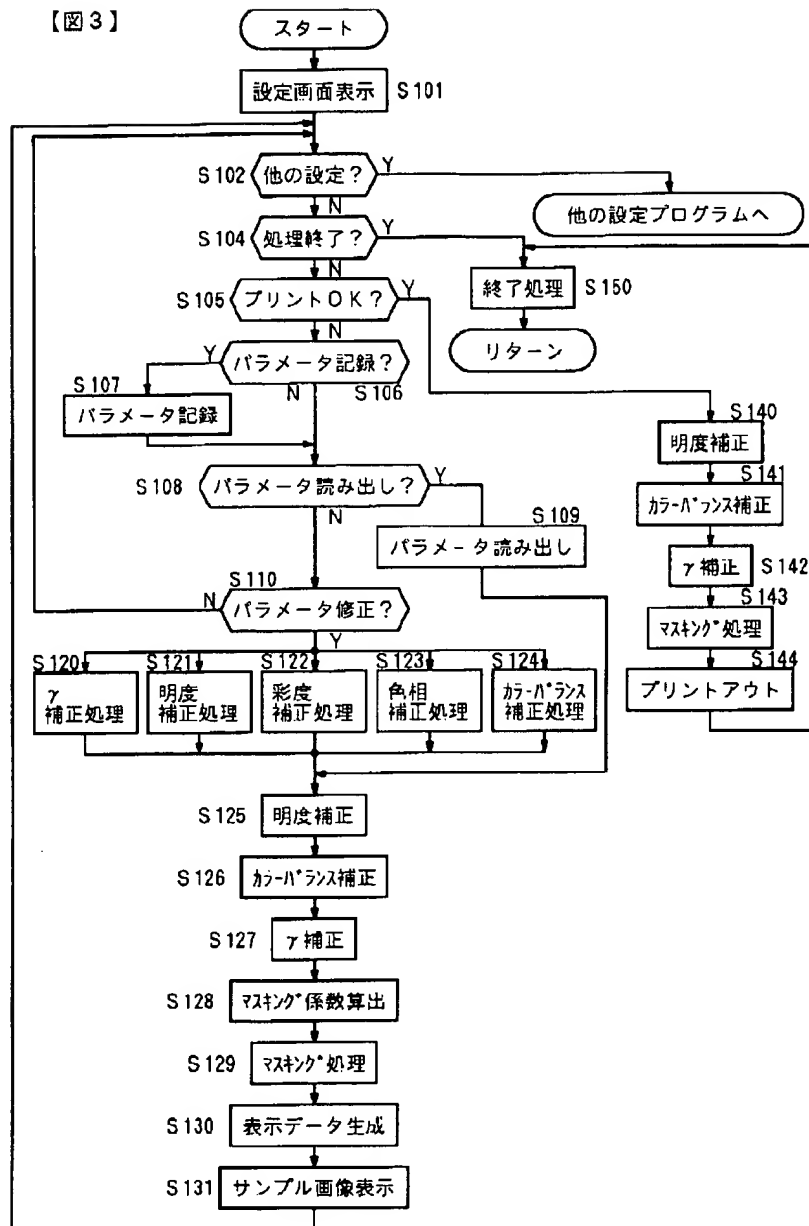 【図3】
スタート
設定画面表示 S101
S102 他の設定? Y
N
他の設定プログラムへ
S104 処理終了? Y
N
終了処理 S150
リターン
S105 プリントOK? Y
N
Y パラメータ記録?
N S106
S107
パラメータ記録
S108 パラメータ読み出し? Y
N
S109
パラメータ読み出し
S110
N パラメータ修正?
Y
S120 S121 S122 S123 S124
γ補正処理
明度補正処理
彩度補正処理
色相補正処理
カラーバランス補正処理
S125 明度補正
S126 カラーバランス補正
S127 γ補正
S128 マスキング係数算出
S129 マスキング処理
S130 表示データ生成
S131 サンプル画像表示
S140
明度補正
S141
カラーバランス補正
γ補正 S142
S143
マスキング処理
S144
プリントアウト